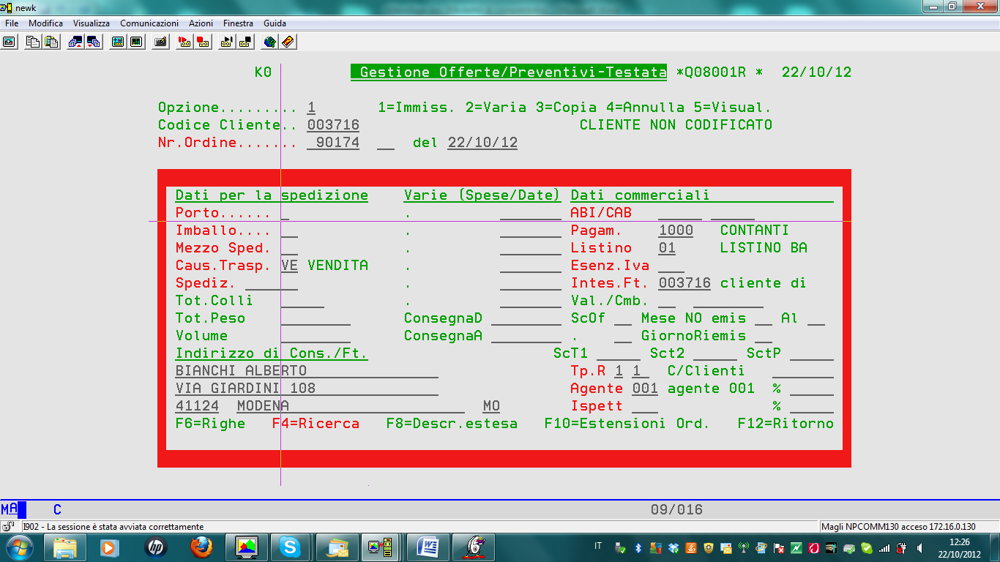 newk
File Modifica Visualizza Comunicazioni Azioni Finestra Guida
K0 Gestione Offerte/Preventivi-Testata *Q08001R * 22/10/12
Opzione......... 1 1=Immiss. 2=Varia 3=Copia 4=Annulla 5=Visual.
Codice Cliente.. 003716 CLIENTE NON CODIFICATO
Nr.Ordine....... 90174 del 22/10/12
Dati per la spedizione Varie (Spese/Date) Dati commerciali
Porto...... . ABI/CAB
Imballo.... . Pagam. 1000 CONTANTI
Mezzo Sped. . Listino 01 LISTINO BA
Caus.Trasp. VE VENDITA . Esenz.Iva
Spediz. . Intes.Ft. 003716 cliente di
Tot.Colli . Val./Cmb.
Tot.Peso ConsegnaD ScOf Mese NO emis Al
Volume ConsegnaA . GiornoRiemis
Indirizzo di Cons./Ft. ScT1 Sct2 SctP
BIANCHI ALBERTO Tp.R 1 1 C/Clienti
VIA GIARDINI 108 Agente 001 agente 001 %
41124 MODENA MO Ispett %
F6=Righe F4=Ricerca F8=Descr.estesa F10=Estensioni Ord. F12=Ritorno
MA C 09/016
I902 - La sessione è stata avviata correttamente Magli NPCOMM130 acceso 172.16.0.130
IT 12:26
22/10/2012